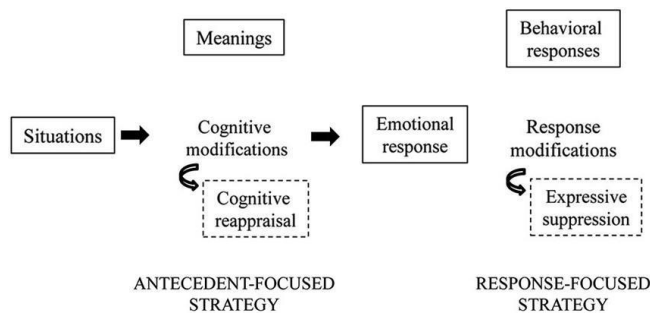 Meanings
Behavioral
responses
Situations
Cognitive
modifications
Emotional
response
Response
modifications
Cognitive
reappraisal
Expressive
suppression
ANTECEDENT-FOCUSED
STRATEGY
RESPONSE-FOCUSED
STRATEGY